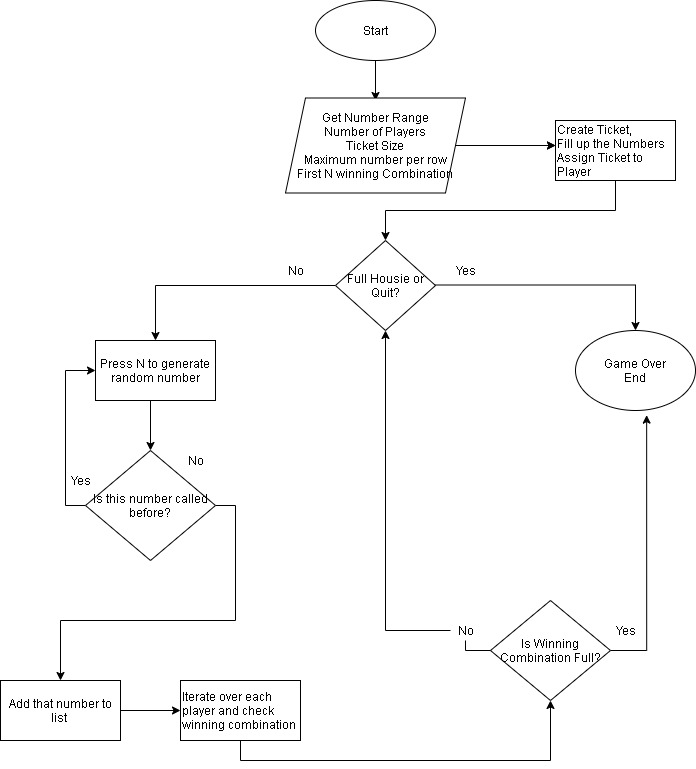 Start
Get Number Range
Number of Players
Ticket Size
Maximum number per row
First N winning Combination
Create Ticket,
Fill up the Numbers
Assign Ticket to
Player
No
Full Housie or
Quit?
Yes
Press N to generate
random number
Game Over
End
No
Yes
Is this number called
before?
No
Is Winning
Combination Full?
Yes
Add that number to
list
Iterate over each
player and check
winning combination